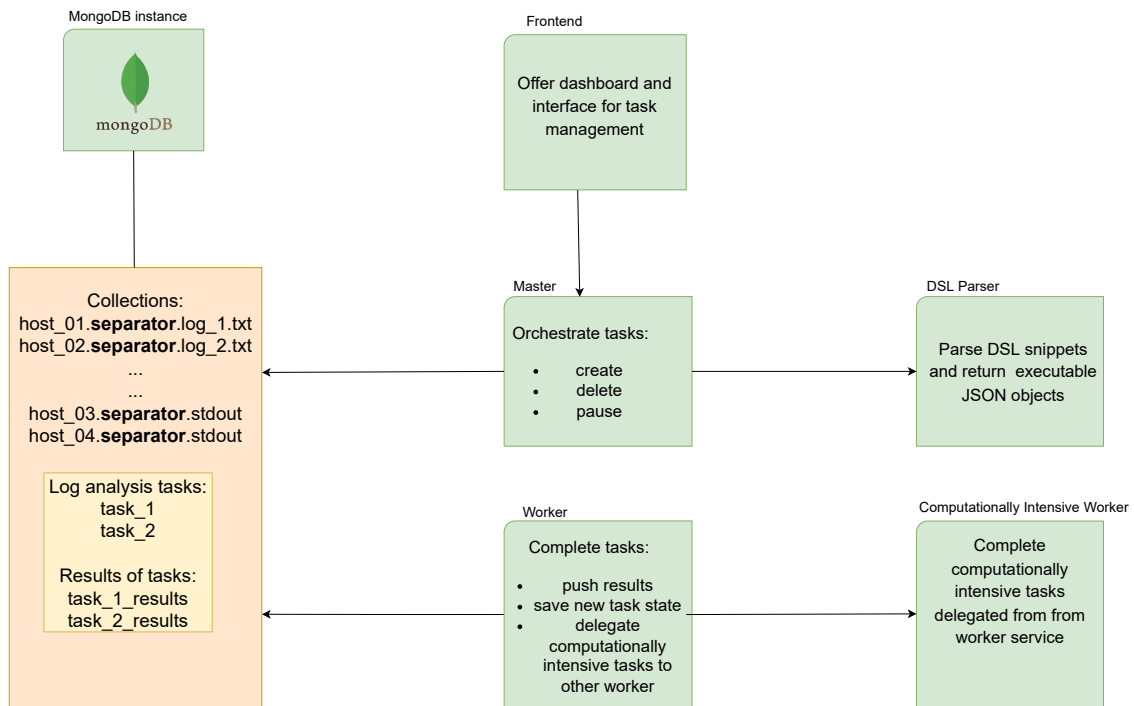 MongoDB instance
mongoDB
Frontend
Offer dashboard and
interface for task
management
Collections:
host_01.separator.log_1.txt
host_02.separator.log_2.txt
...
...
host_03.separator.stdout
host_04.separator.stdout
Log analysis tasks:
task_1
task_2
Results of tasks:
task_1_results
task_2_results
Master
Orchestrate tasks:
• create
• delete
• pause
DSL Parser
Parse DSL snippets
and return executable
JSON objects
Worker
Complete tasks:
• push results
• save new task state
• delegate
computationally
intensive tasks to
other worker
Computationally Intensive Worker
Complete
computationally
intensive tasks
delegated from from
worker service